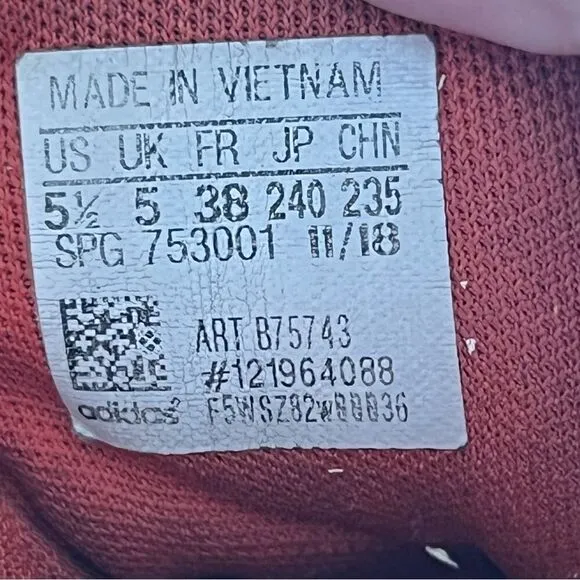 MADE IN VIETNAM
US UK FR JP CHN
5½ 5 38 240 235
SPG 753001 11/18
ART B75743
#121964088
adidas